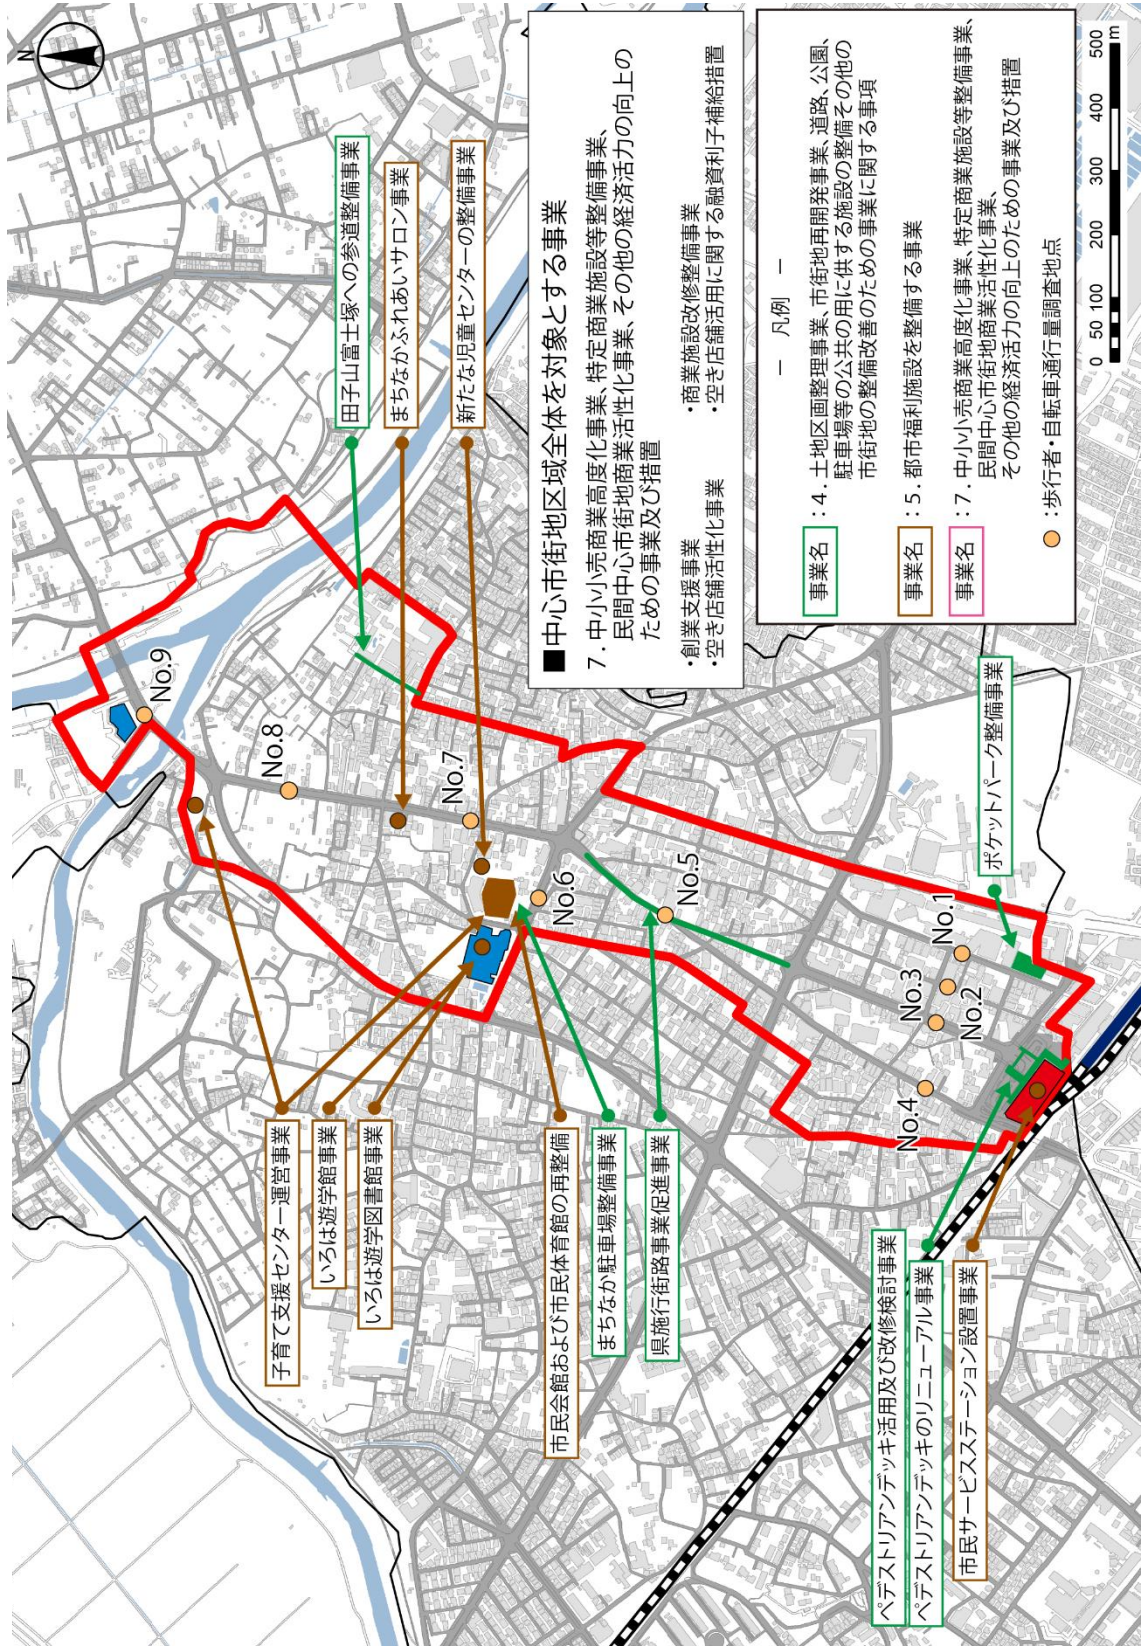 N
田子山富士塚への参道整備事業
まちなかふれあいサロン事業
新たな児童センターの整備事業
子育て支援センター運営事業
いろは遊学館事業
いろは遊学図書館事業
市民会館および市民体育館の再整備
まちなか駐車場整備事業
県施行街路事業促進事業
ペデストリアンデッキ活用及び改修検討事業
ペデストリアンデッキのリニューアル事業
市民サービスステーション設置事業
ポケットパーク整備事業
No.9
No.8
No.7
No.6
No.5
No.1
No.3
No.2
No.4
■中心市街地区域全体を対象とする事業
7. 中小小売商業高度化事業、特定商業施設等整備事業、
民間中心市街地商業活性化事業、その他の経済活力の向上の
ための事業及び措置
・創業支援事業 ・商業施設改修整備事業
・空き店舗活性化事業 ・空き店舗活用に関する融資利子補給措置
― 凡例 ―
事業名 : 4. 土地区画整理事業、市街地再開発事業、道路、公園、
駐車場等の公共の用に供する施設の整備その他の
市街地の整備改善のための事業に関する事項
事業名 : 5. 都市福利施設を整備する事業
事業名 : 7. 中小小売商業高度化事業、特定商業施設等整備事業、
民間中心市街地商業活性化事業、
その他の経済活力の向上のための事業及び措置
:歩行者・自転車通行量調査地点
0 50 100 200 300 400 500
m